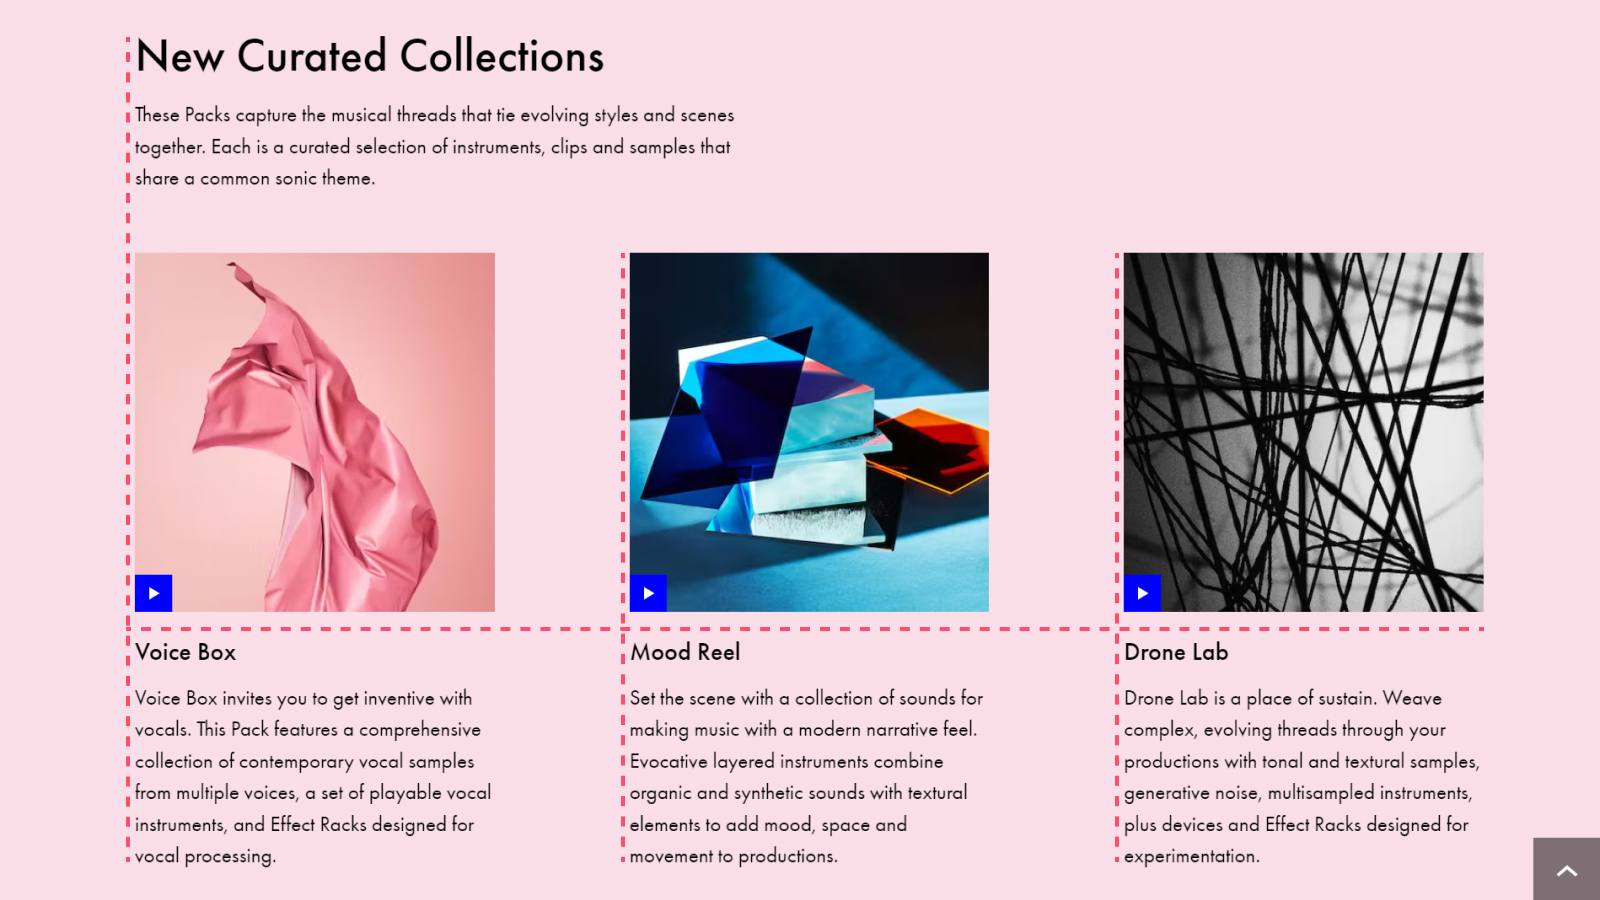 New Curated Collections
These Packs capture the musical threads that tie evolving styles and scenes
together. Each is a curated selection of instruments, clips and samples that
share a common sonic theme.
Voice Box
Voice Box invites you to get inventive with
vocals. This Pack features a comprehensive
collection of contemporary vocal samples
from multiple voices, a set of playable vocal
instruments, and Effect Racks designed for
vocal processing.
Mood Reel
Set the scene with a collection of sounds for
making music with a modern narrative feel.
Evocative layered instruments combine
organic and synthetic sounds with textural
elements to add mood, space and
movement to productions.
Drone Lab
Drone Lab is a place of sustain. Weave
complex, evolving threads through your
productions with tonal and textural samples,
generative noise, multisampled instruments,
plus devices and Effect Racks designed for
experimentation.